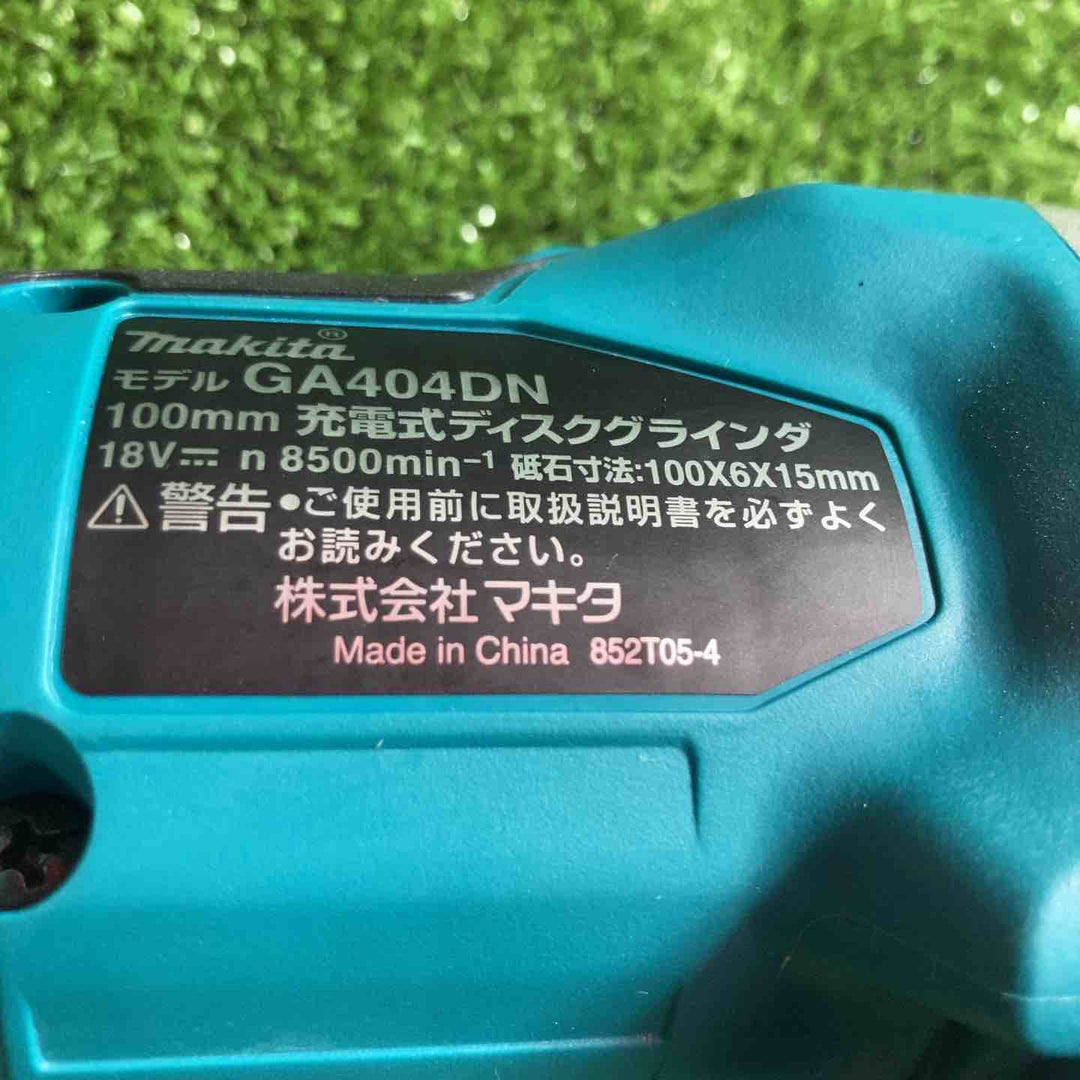 makita®
モデル GA404DN
100mm 充電式ディスクグラインダ
18V⎓ n 8500min⁻¹ 砥石寸法:100X6X15mm
⚠警告 ●ご使用前に取扱説明書を必ずよく
お読みください。
株式会社マキタ
Made in China 852T05-4